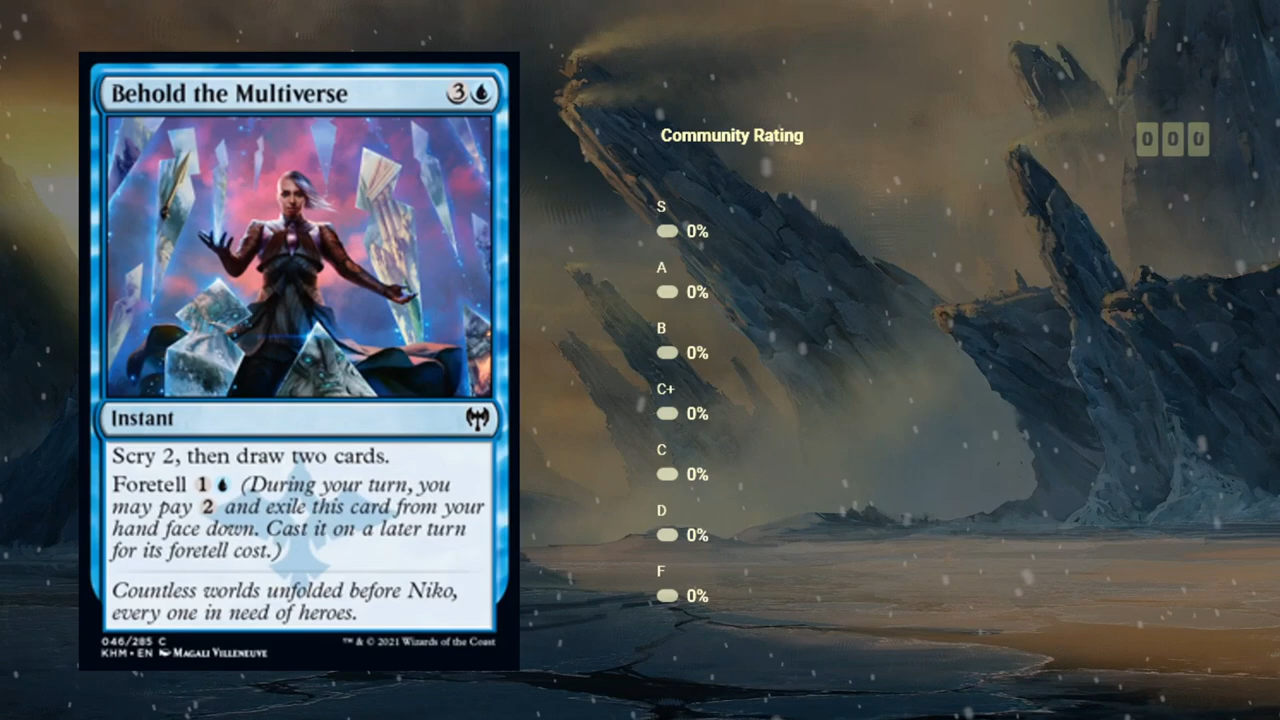 Behold the Multiverse 3
Instant
Scry 2, then draw two cards.
Foretell 1 (During your turn, you
may pay 2 and exile this card from your
hand face down. Cast it on a later turn
for its foretell cost.)
Countless worlds unfolded before Niko,
every one in need of heroes.
046/285 C
KHM • EN MAGALI VILLENEUVE
™ & © 2021 Wizards of the Coast
Community Rating
0 0 0
S
0%
A
0%
B
0%
C+
0%
C
0%
D
0%
F
0%